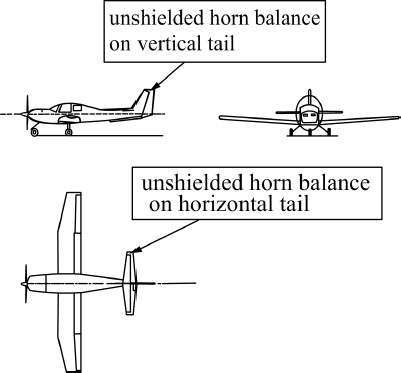 unshielded horn balance
on vertical tail
unshielded horn balance
on horizontal tail